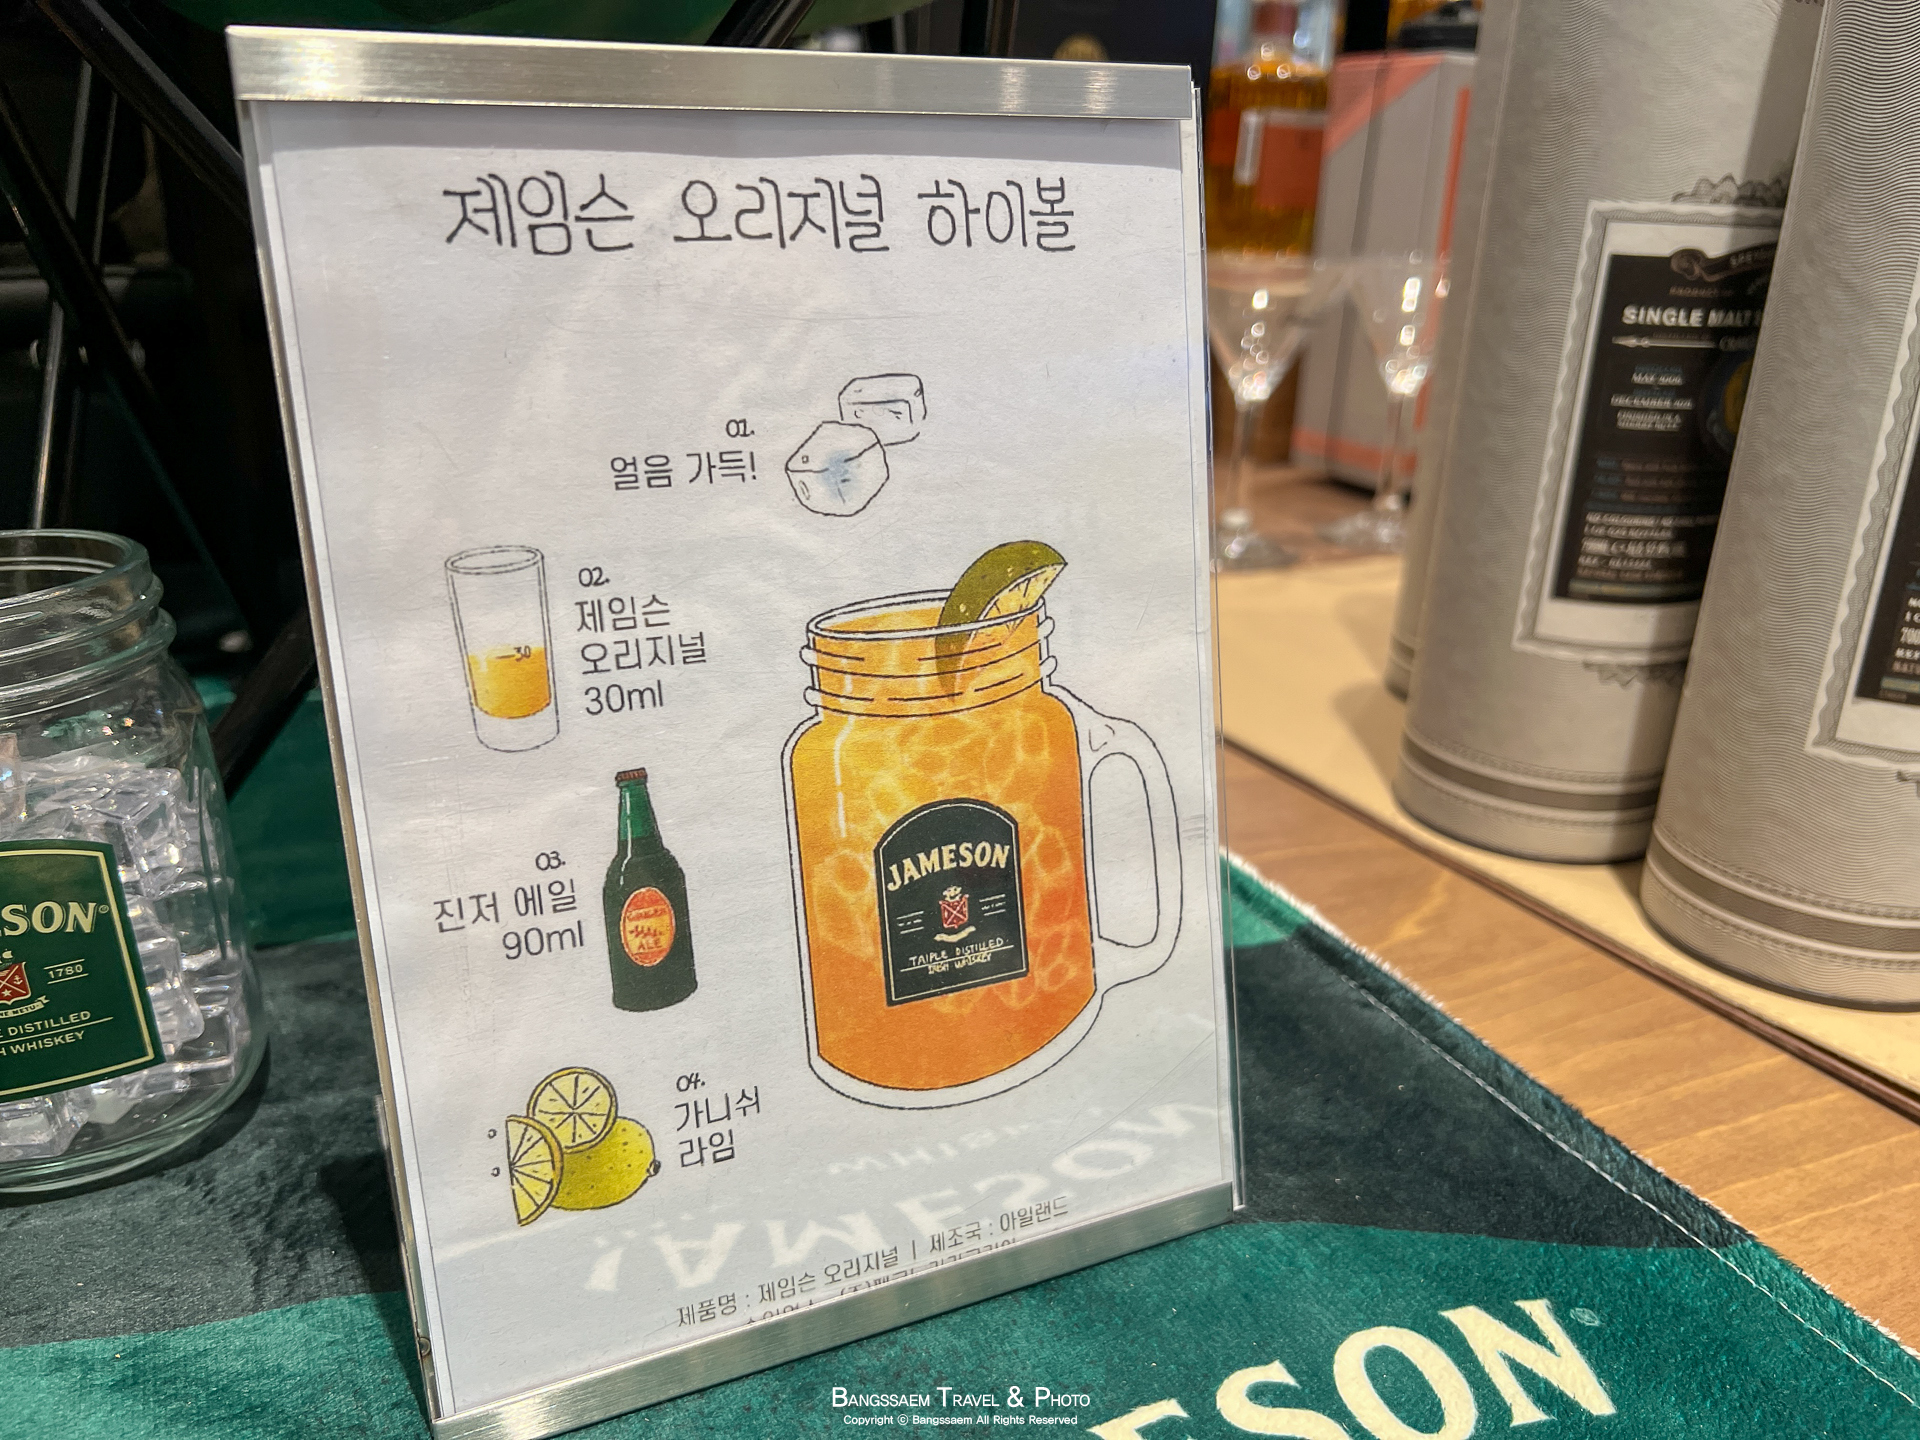 제임슨 오리지널 하이볼
01.
얼음 가득!
02.
제임슨
오리지널
30ml
30
03.
진저 에일
90ml
GINGER
ALE
04.
가니쉬
라임
JAMESON
TRIPLE DISTILLED
IRISH WHISKEY
제품명 : 제임슨 오리지널 | 제조국 : 아일랜드
ESON®
1780
E DISTILLED
H WHISKEY
SINGLE MALT
ESON
BANGSSAEM TRAVEL & PHOTO
Copyright © Bangssaem All Rights Reserved